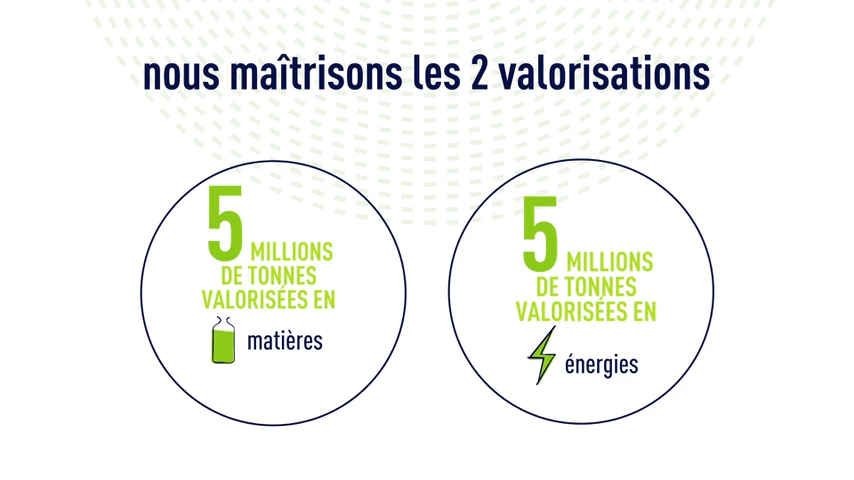 nous maîtrisons les 2 valorisations
5 MILLIONS
DE TONNES
VALORISÉES EN
matières
5 MILLIONS
DE TONNES
VALORISÉES EN
énergies